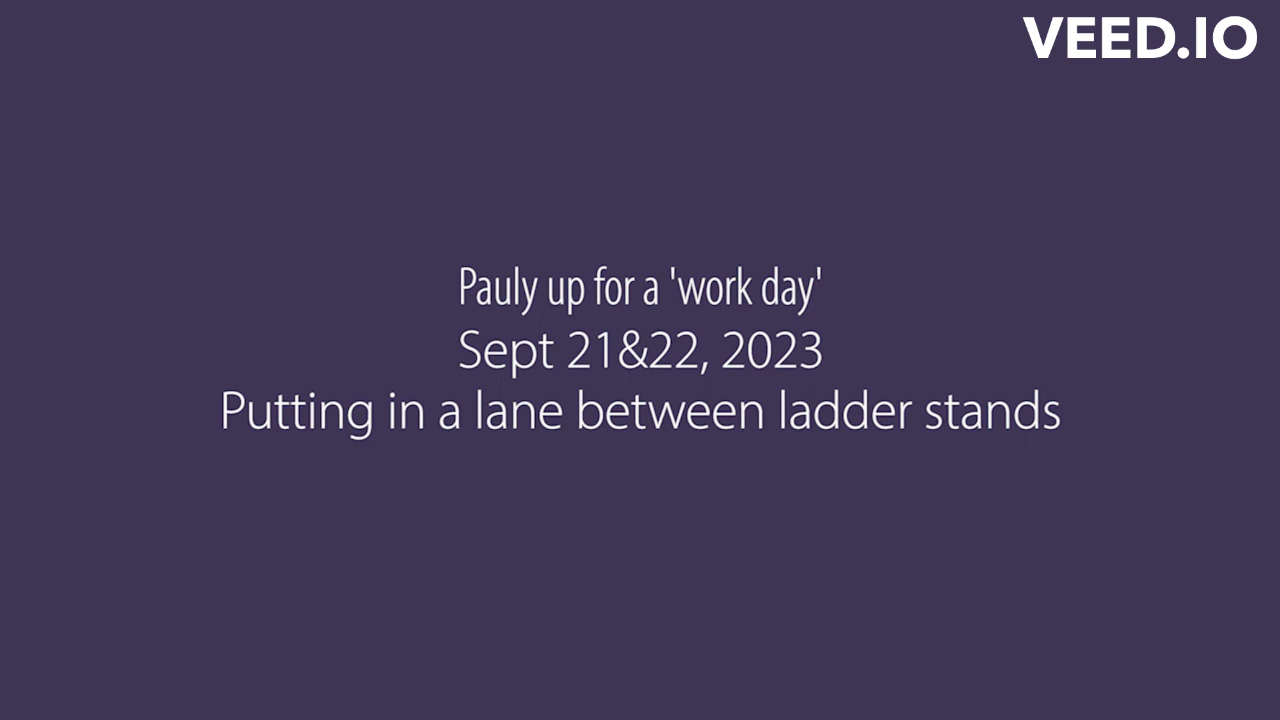 VEED.IO
Pauly up for a 'work day'
Sept 21&22, 2023
Putting in a lane between ladder stands